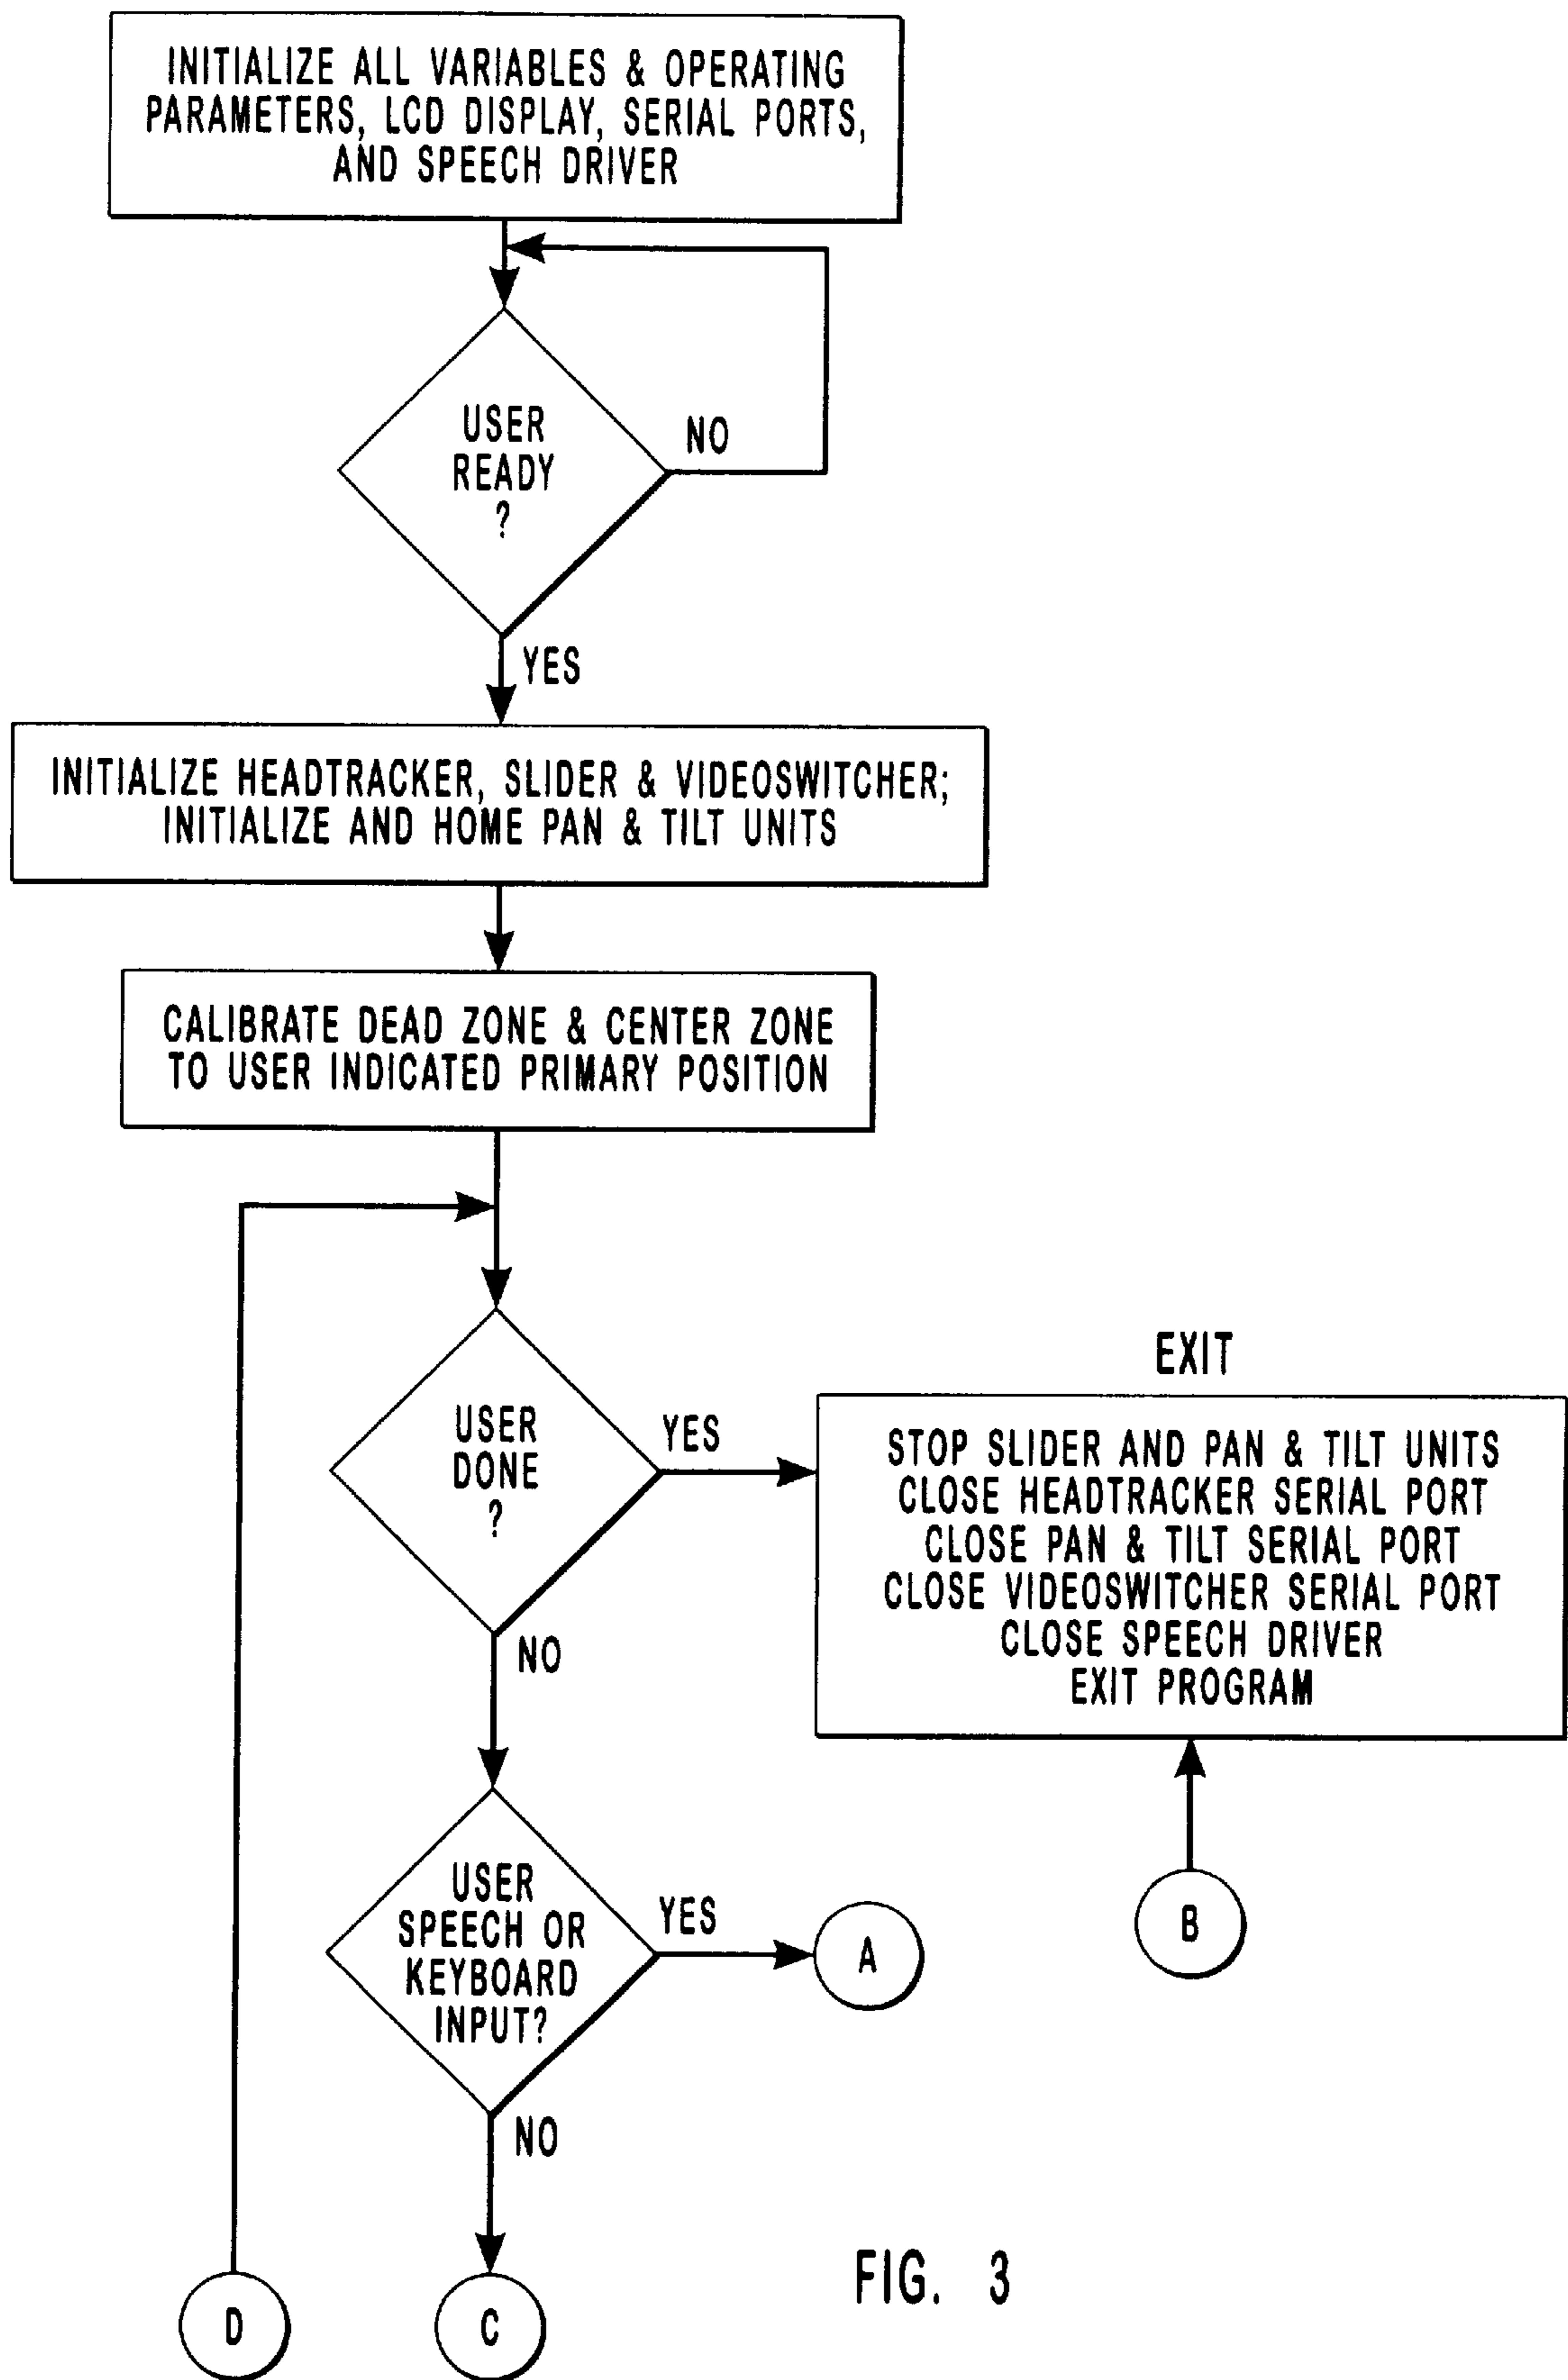 INITIALIZE ALL VARIABLES & OPERATING
PARAMETERS, LCD DISPLAY, SERIAL PORTS,
AND SPEECH DRIVER
USER
READY
?
NO
YES
INITIALIZE HEADTRACKER, SLIDER & VIDEOSWITCHER;
INITIALIZE AND HOME PAN & TILT UNITS
CALIBRATE DEAD ZONE & CENTER ZONE
TO USER INDICATED PRIMARY POSITION
USER
DONE
?
YES
NO
EXIT
STOP SLIDER AND PAN & TILT UNITS
CLOSE HEADTRACKER SERIAL PORT
CLOSE PAN & TILT SERIAL PORT
CLOSE VIDEOSWITCHER SERIAL PORT
CLOSE SPEECH DRIVER
EXIT PROGRAM
USER
SPEECH OR
KEYBOARD
INPUT?
YES
A
B
NO
D
C
FIG. 3